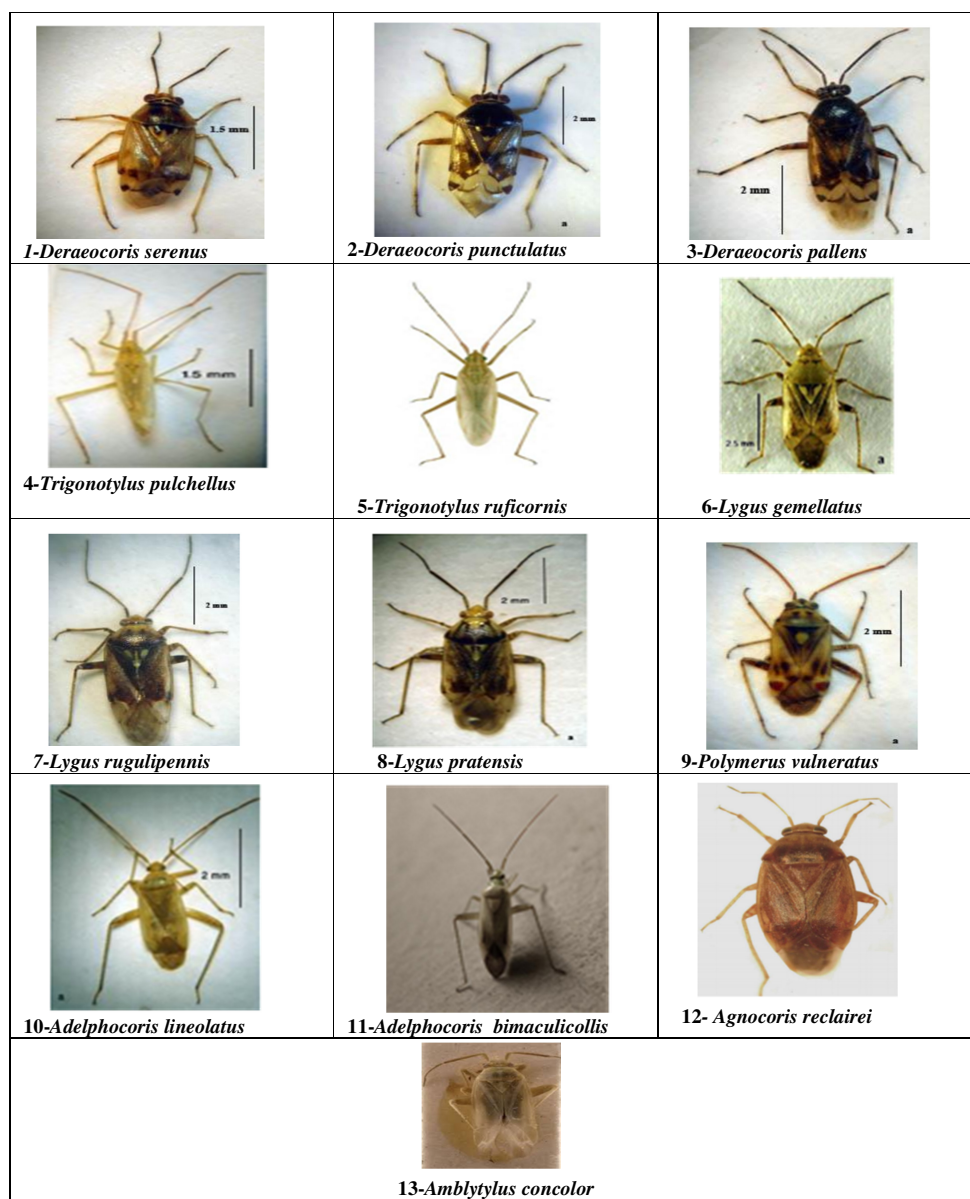 1.5 mm
1-Deraeocoris serenus
2 mm
a
2-Deraeocoris punctulatus
2 mm
a
3-Deraeocoris pallens
1.5 mm
4-Trigonotylus pulchellus
5-Trigonotylus ruficornis
2.5 mm
a
6-Lygus gemellatus
2 mm
7-Lygus rugulipennis
2 mm
a
8-Lygus pratensis
2 mm
a
9-Polymerus vulneratus
2 mm
a
10-Adelphocoris lineolatus
11-Adelphocoris bimaculicollis
12- Agnocoris reclairei
13-Amblytylus concolor